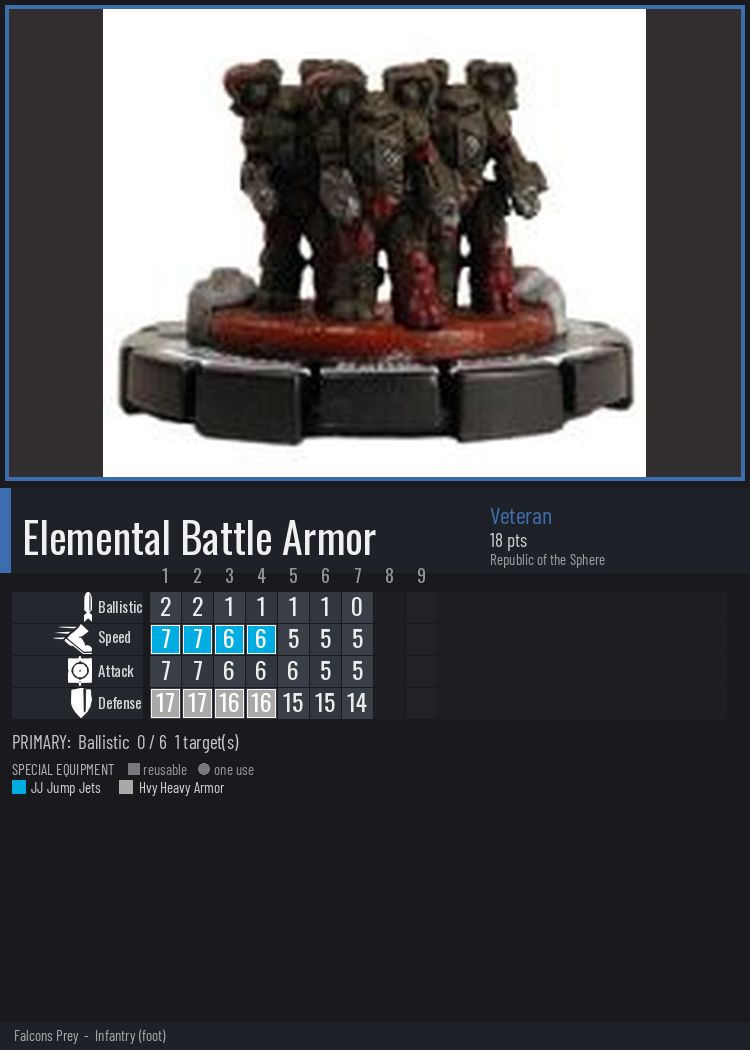 Elemental Battle Armor
Veteran
18 pts
Republic of the Sphere
1 2 3 4 5 6 7 8 9
Ballistic 2 2 1 1 1 1 0
Speed 7 7 6 6 5 5 5
Attack 7 7 6 6 6 5 5
Defense 17 17 16 16 15 15 14
PRIMARY: Ballistic 0 / 6 1 target(s)
SPECIAL EQUIPMENT reusable one use
JJ Jump Jets Hvy Heavy Armor
Falcons Prey - Infantry (foot)